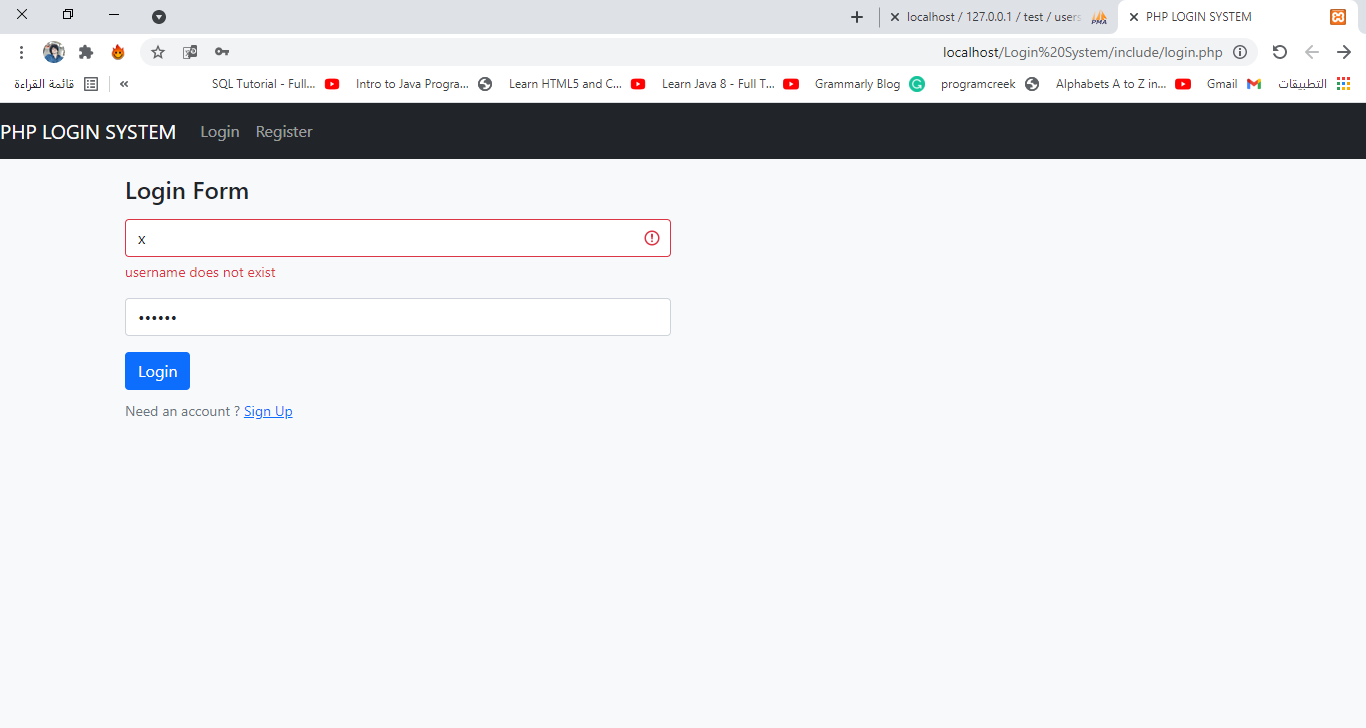 localhost / 127.0.0.1 / test / users
PHP LOGIN SYSTEM
localhost/Login%20System/include/login.php
قائمة القراءة
«
SQL Tutorial - Full...
Intro to Java Progra...
Learn HTML5 and C...
Learn Java 8 - Full T...
Grammarly Blog
programcreek
Alphabets A to Z in...
Gmail
التطبيقات
PHP LOGIN SYSTEM Login Register
Login Form
x
username does not exist
••••••
Login
Need an account ? Sign Up